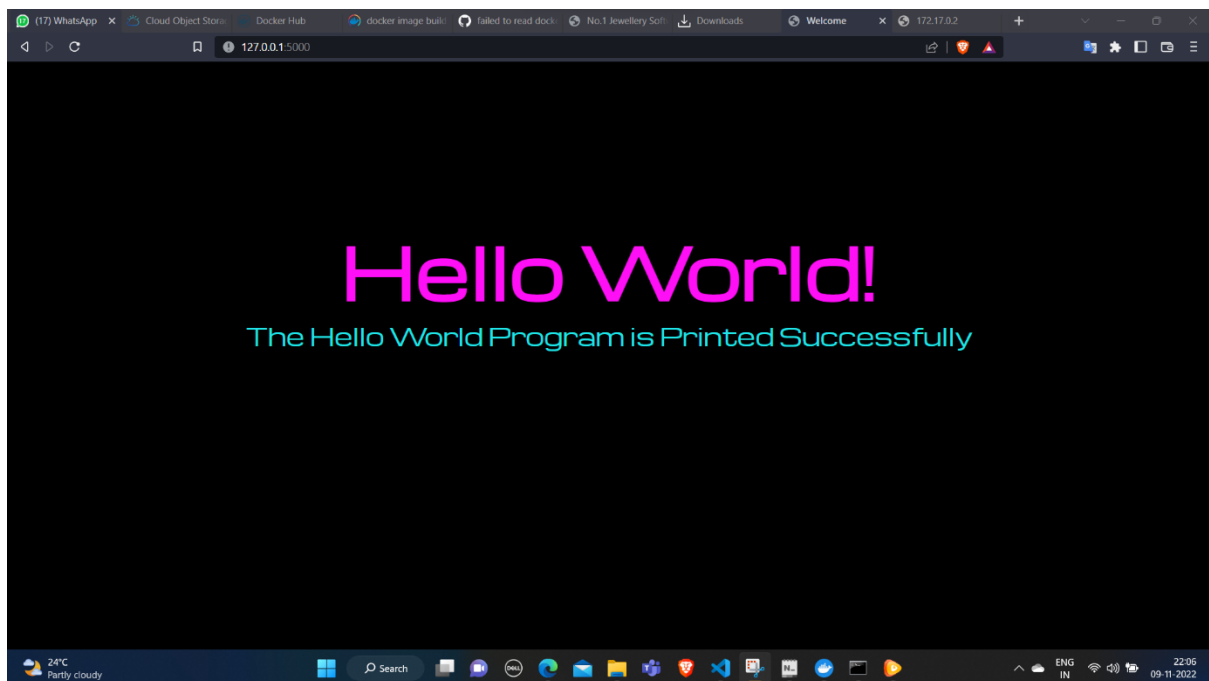 (17) WhatsApp
Cloud Object Storag
Docker Hub
docker image build
failed to read docke
No.1 Jewellery Soft
Downloads
Welcome
172.17.0.2
127.0.0.1:5000
Hello World!
The Hello World Program is Printed Successfully
24°C
Partly cloudy
Search
DELL
ENG
IN
22:06
09-11-2022